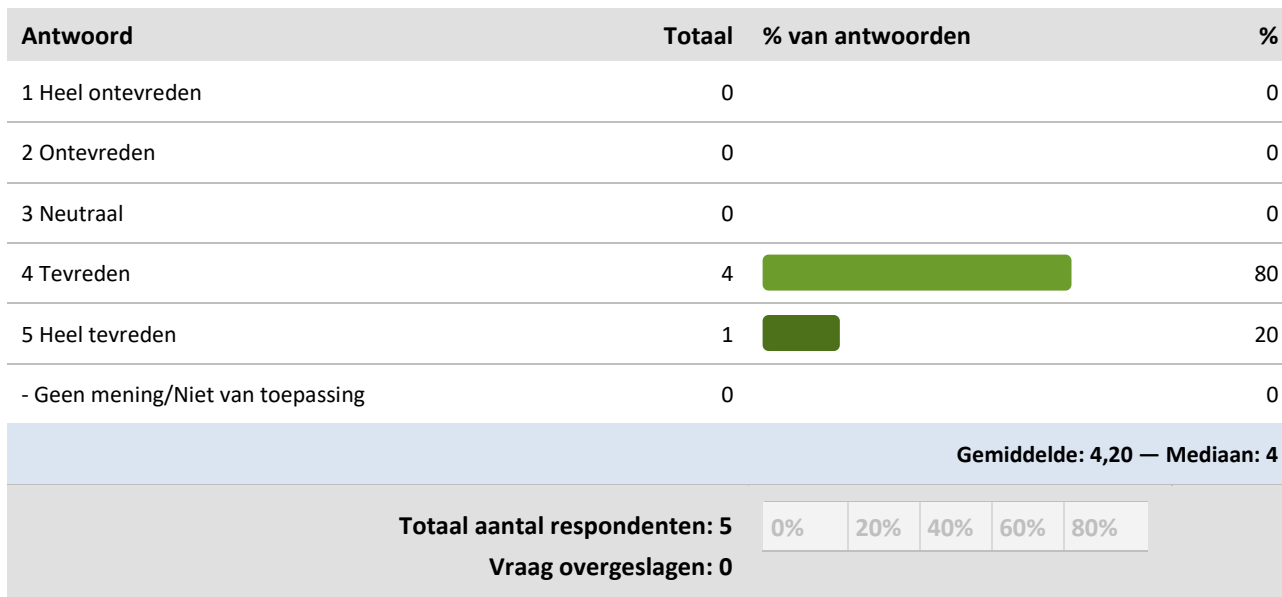 Antwoord Totaal % van antwoorden %
1 Heel ontevreden 0 0
2 Ontevreden 0 0
3 Neutraal 0 0
4 Tevreden 4 80
5 Heel tevreden 1 20
- Geen mening/Niet van toepassing 0 0
Gemiddelde: 4,20 — Mediaan: 4
Totaal aantal respondenten: 5 0% 20% 40% 60% 80%
Vraag overgeslagen: 0